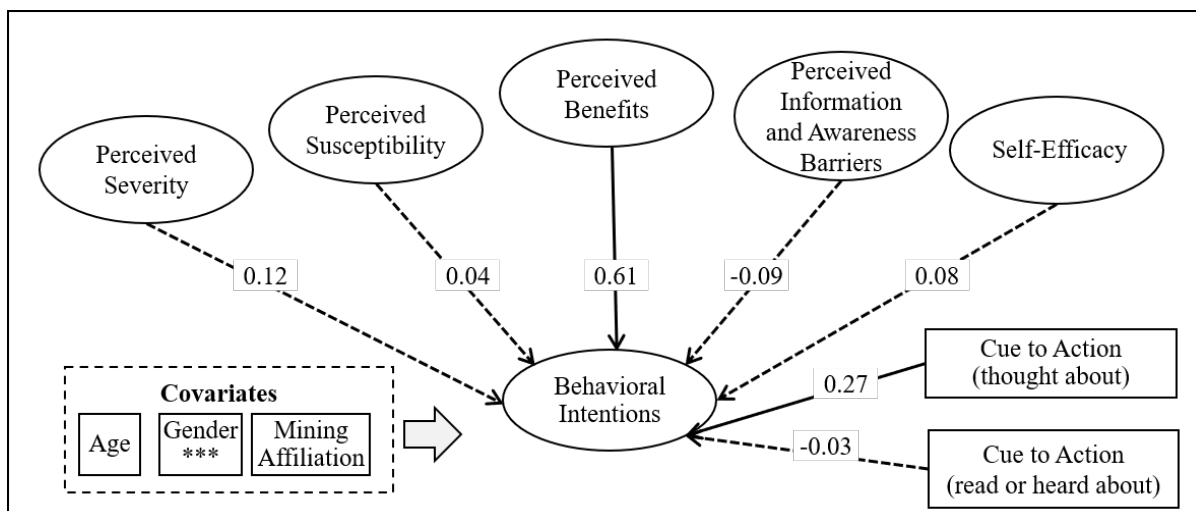 Perceived
Severity
Perceived
Susceptibility
Perceived
Benefits
Perceived
Information
and Awareness
Barriers
Self-Efficacy
0.12
0.04
0.61
-0.09
0.08
Covariates
Age
Gender
***
Mining
Affiliation
Behavioral
Intentions
0.27
-0.03
Cue to Action
(thought about)
Cue to Action
(read or heard about)